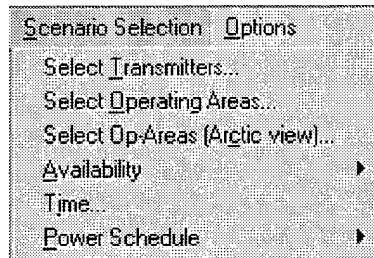 Scenario Selection Options
Select Transmitters...
Select Operating Areas...
Select Op-Areas (Arctic view)...
Availability
Time...
Power Schedule